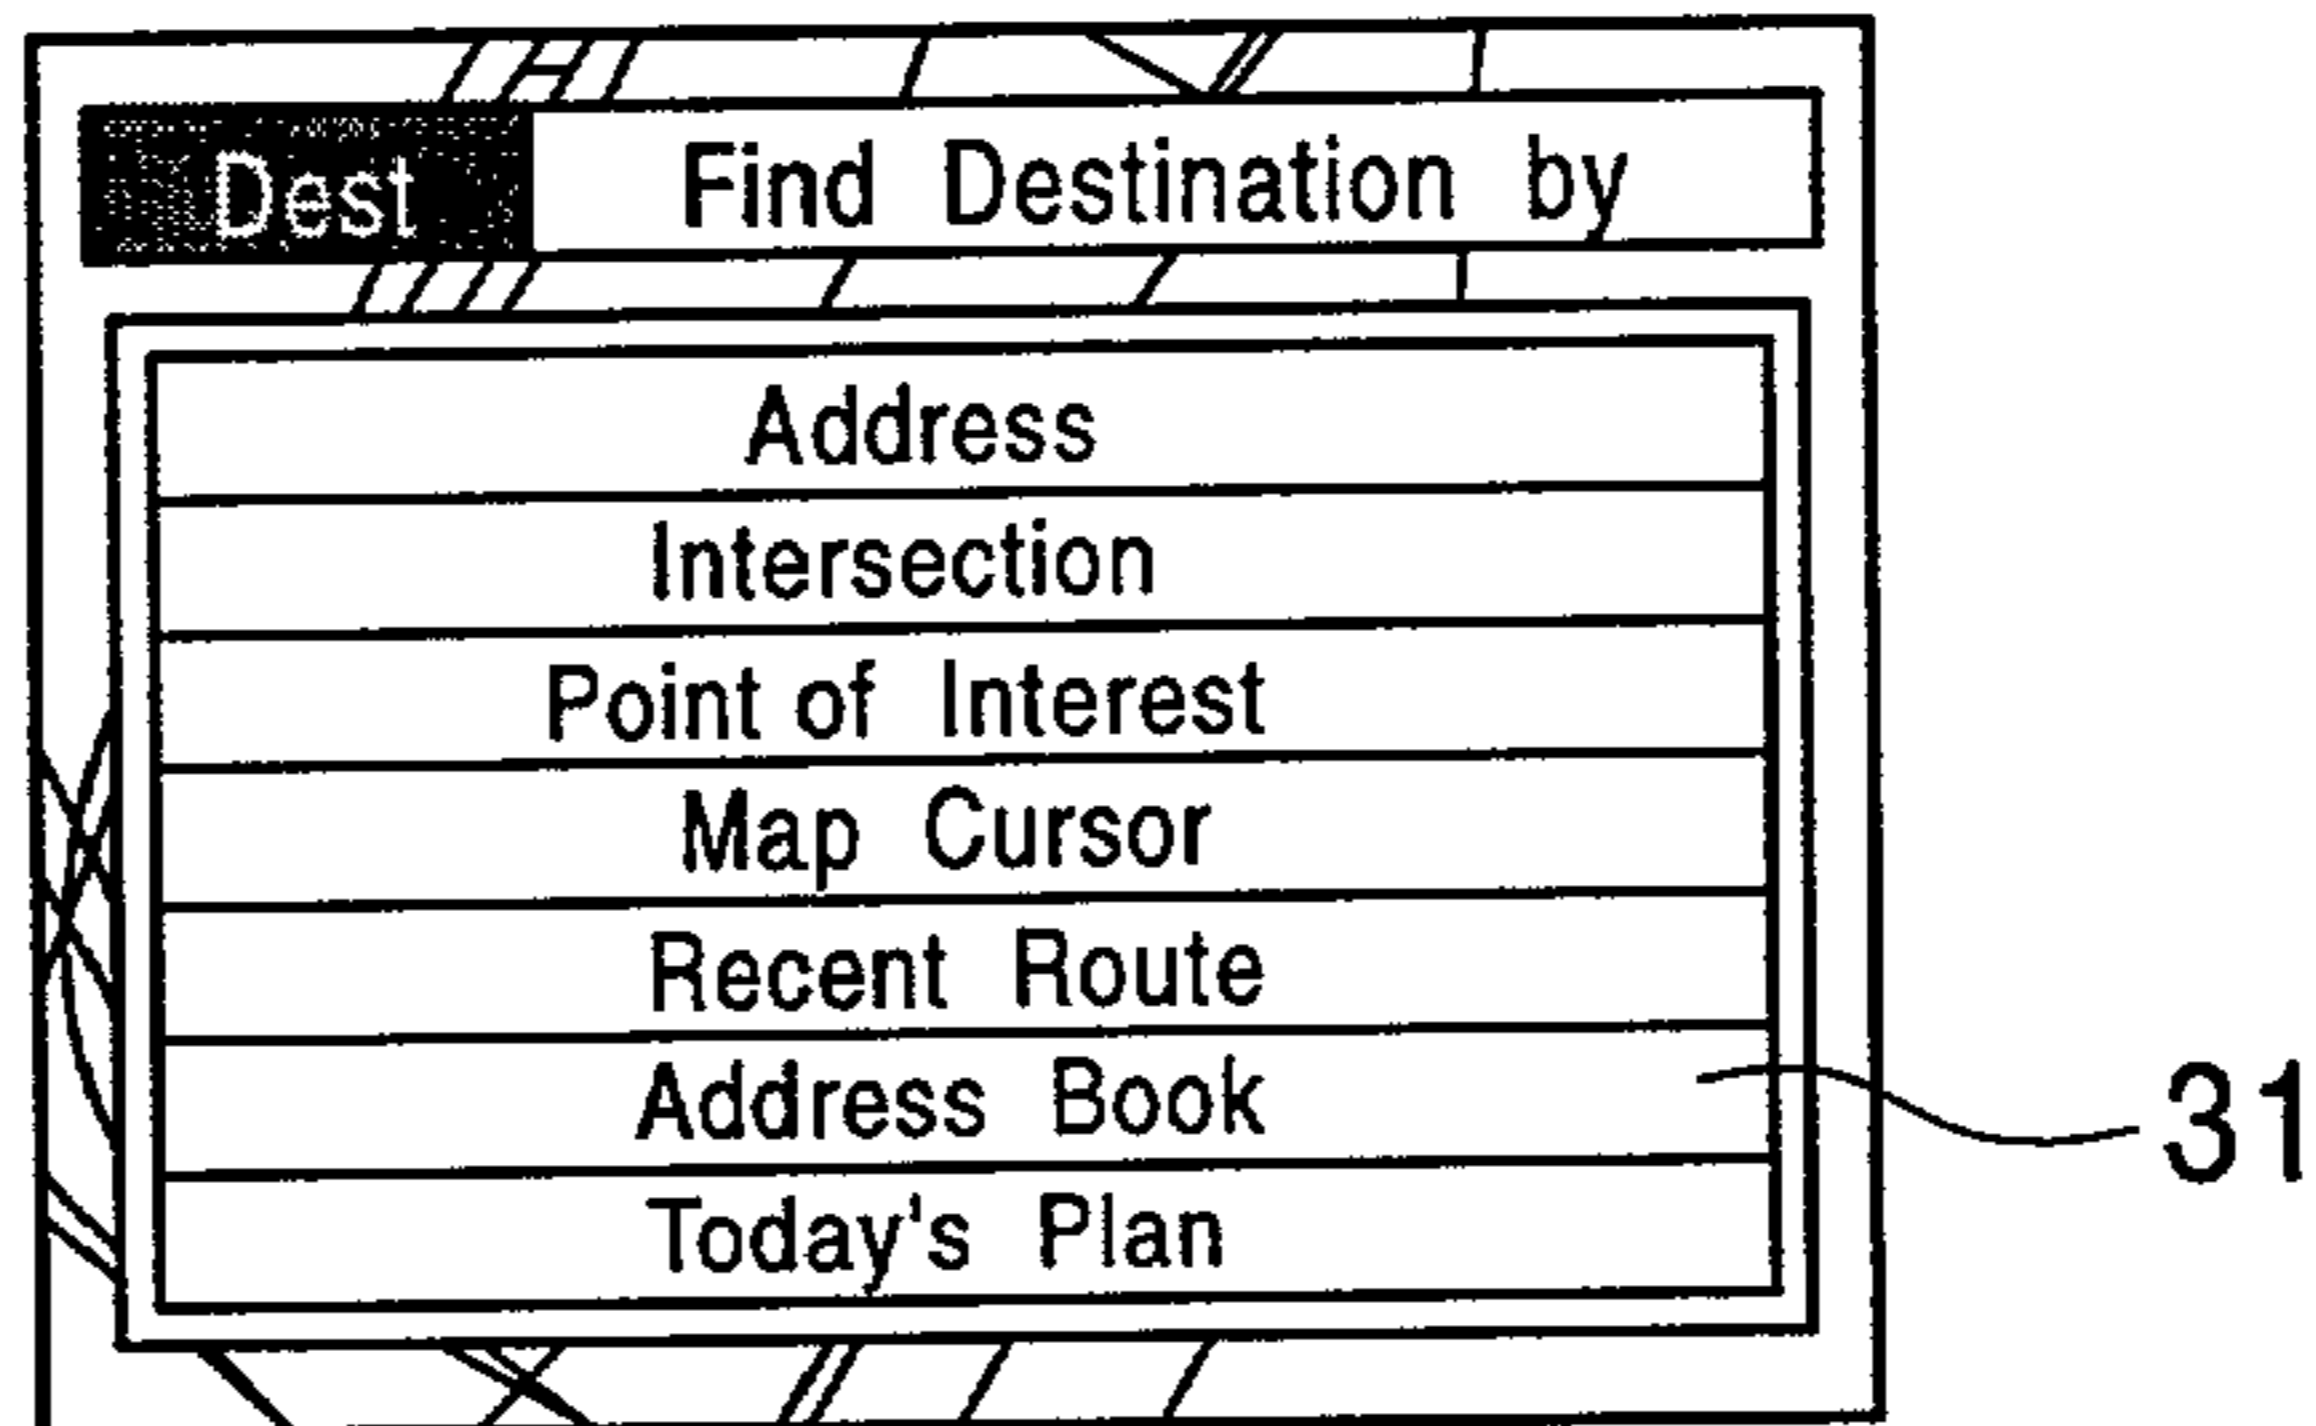 Dest Find Destination by
Address
Intersection
Point of Interest
Map Cursor
Recent Route
Address Book
31
Today's Plan